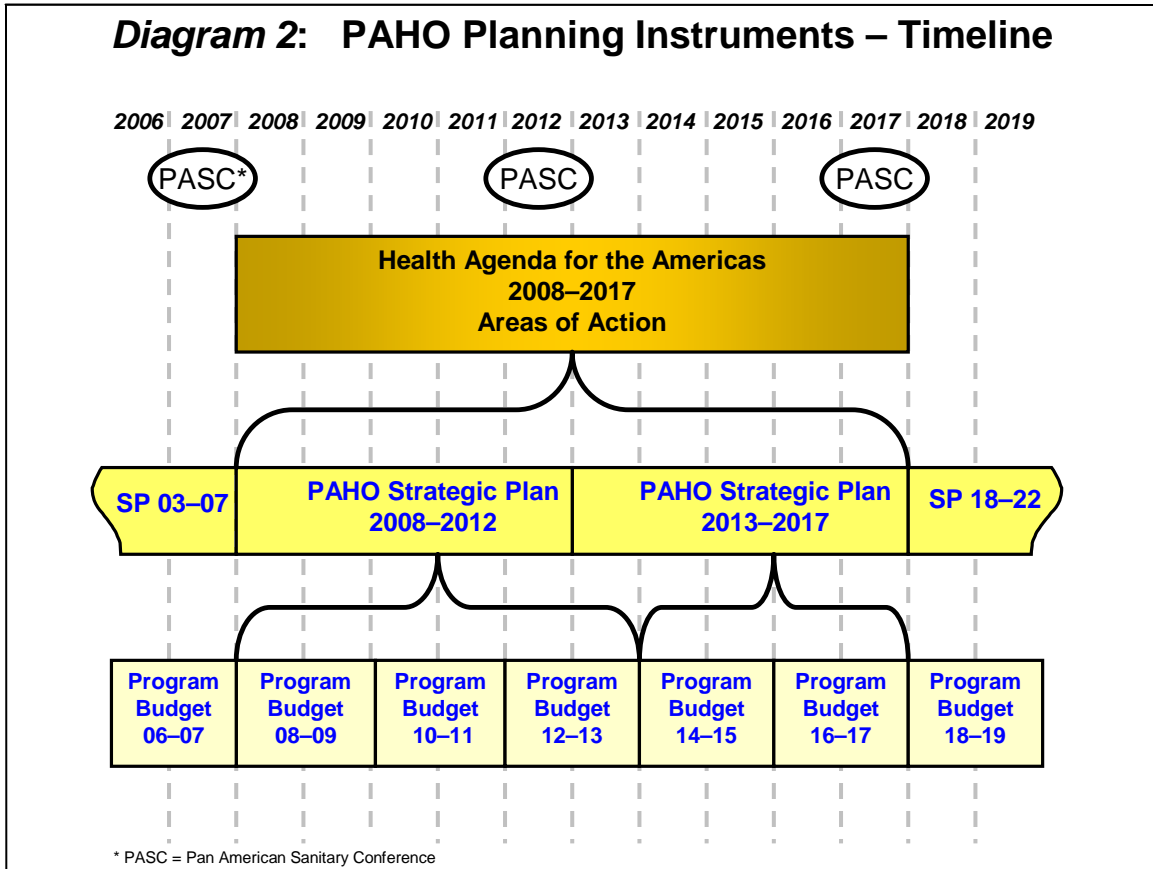 Diagram 2: PAHO Planning Instruments – Timeline
2006 2007 2008 2009 2010 2011 2012 2013 2014 2015 2016 2017 2018 2019
PASC* PASC PASC
Health Agenda for the Americas
2008–2017
Areas of Action
SP 03–07
PAHO Strategic Plan
2008–2012
PAHO Strategic Plan
2013–2017
SP 18–22
Program
Budget
06–07
Program
Budget
08–09
Program
Budget
10–11
Program
Budget
12–13
Program
Budget
14–15
Program
Budget
16–17
Program
Budget
18–19
* PASC = Pan American Sanitary Conference